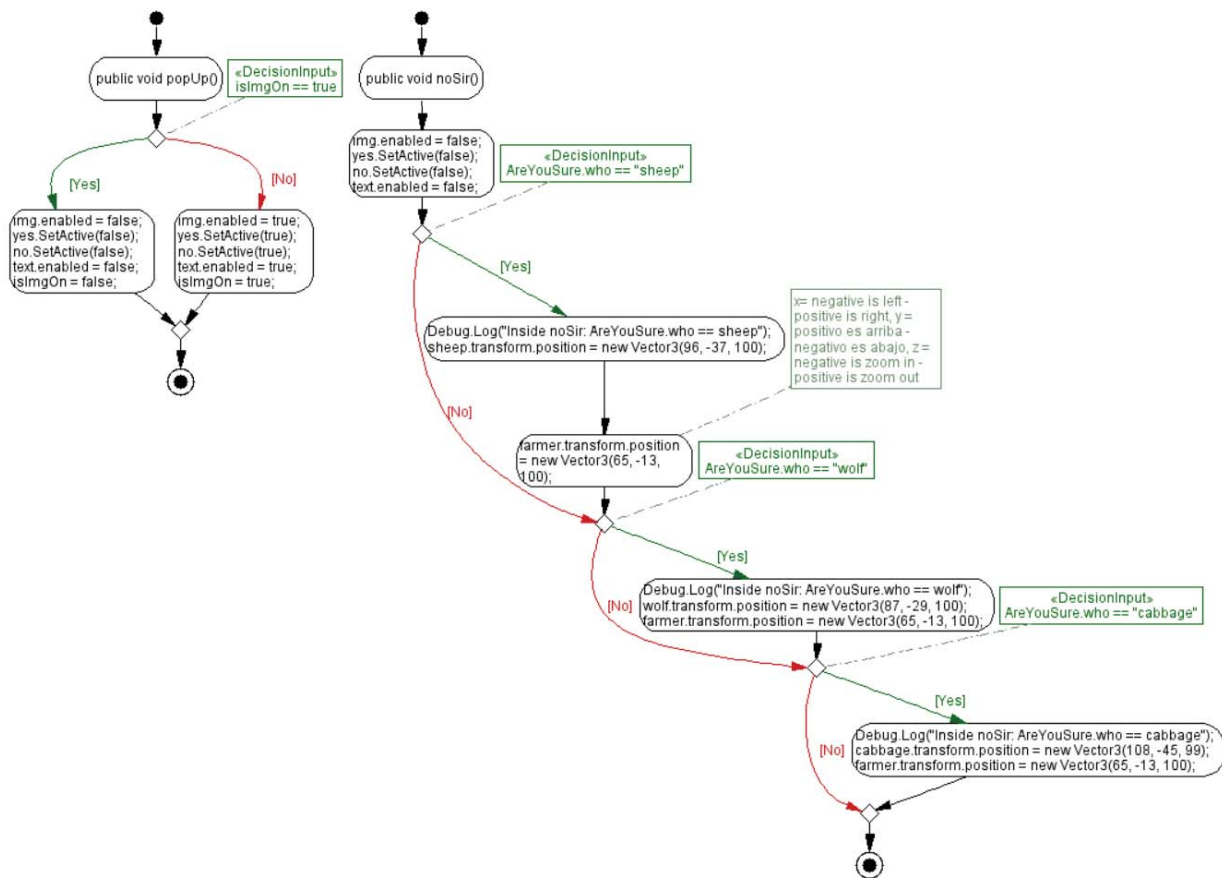 public void popUp()
«DecisionInput»
isImgOn == true
[Yes]
[No]
img.enabled = false;
yes.SetActive(false);
no.SetActive(false);
text.enabled = false;
isImgOn = false;
img.enabled = true;
yes.SetActive(true);
no.SetActive(true);
text.enabled = true;
isImgOn = true;
public void noSir()
img.enabled = false;
yes.SetActive(false);
no.SetActive(false);
text.enabled = false;
«DecisionInput»
AreYouSure.who == "sheep"
[Yes]
[No]
Debug.Log("Inside noSir: AreYouSure.who == sheep");
sheep.transform.position = new Vector3(96, -37, 100);
x= negative is left -
positive is right, y =
positivo es arriba -
negativo es abajo, z =
negative is zoom in -
positive is zoom out
farmer.transform.position
= new Vector3(65, -13,
100);
«DecisionInput»
AreYouSure.who == "wolf"
[Yes]
[No]
Debug.Log("Inside noSir: AreYouSure.who == wolf");
wolf.transform.position = new Vector3(87, -29, 100);
farmer.transform.position = new Vector3(65, -13, 100);
«DecisionInput»
AreYouSure.who == "cabbage"
[Yes]
[No]
Debug.Log("Inside noSir: AreYouSure.who == cabbage");
cabbage.transform.position = new Vector3(108, -45, 99);
farmer.transform.position = new Vector3(65, -13, 100);